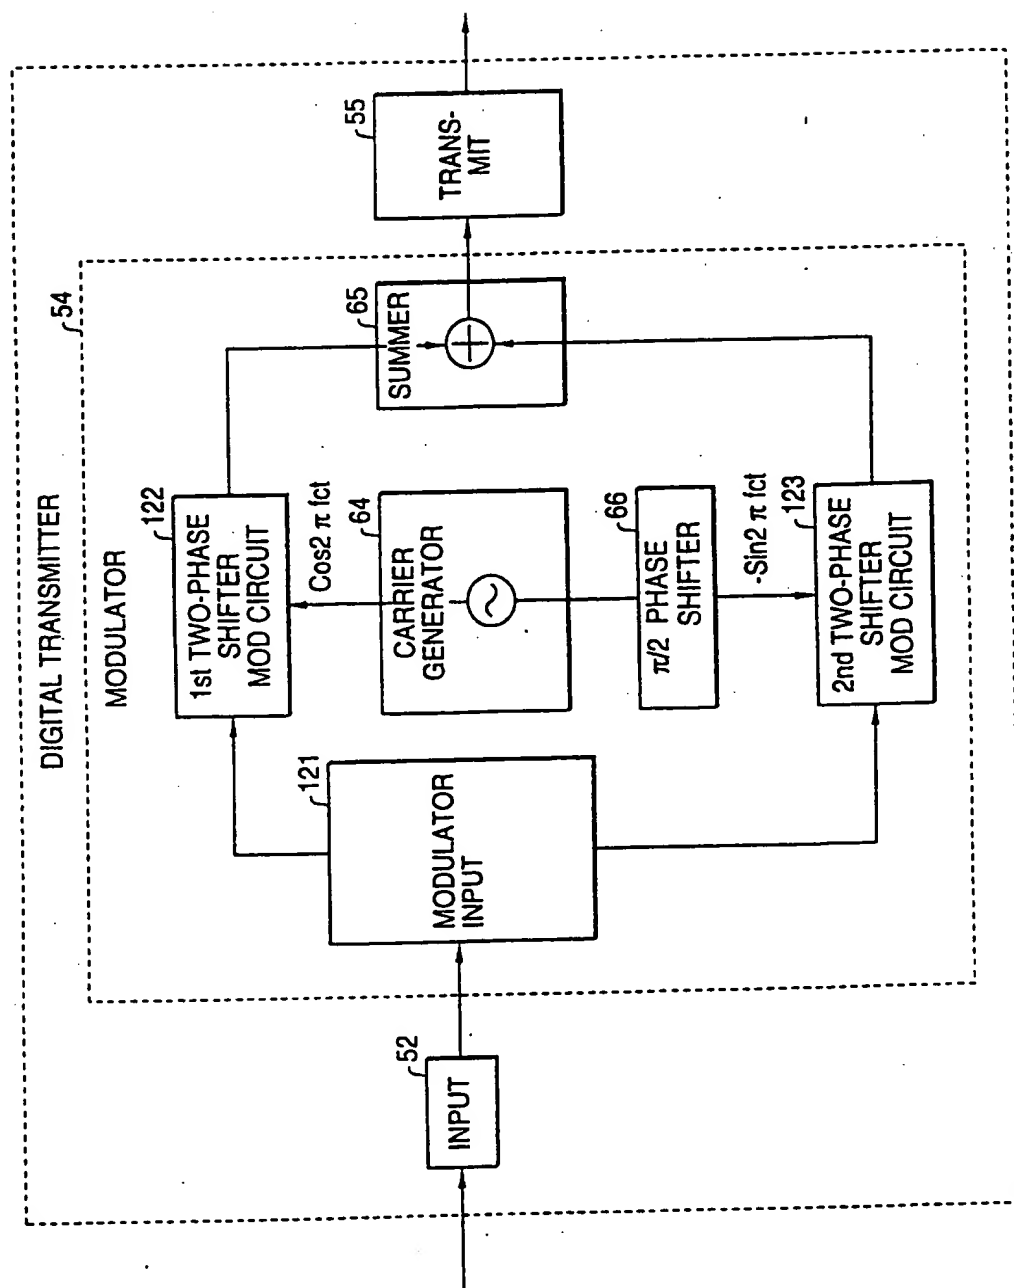 DIGITAL TRANSMITTER
54
MODULATOR
52
INPUT
121
MODULATOR
INPUT
122
1st TWO-PHASE
SHIFTER
MOD CIRCUIT
Cos2 π fct
64
CARRIER
GENERATOR
~
66
π/2 PHASE
SHIFTER
-Sin2 π fct
123
2nd TWO-PHASE
SHIFTER
MOD CIRCUIT
65
SUMMER
+
55
TRANS-
MIT